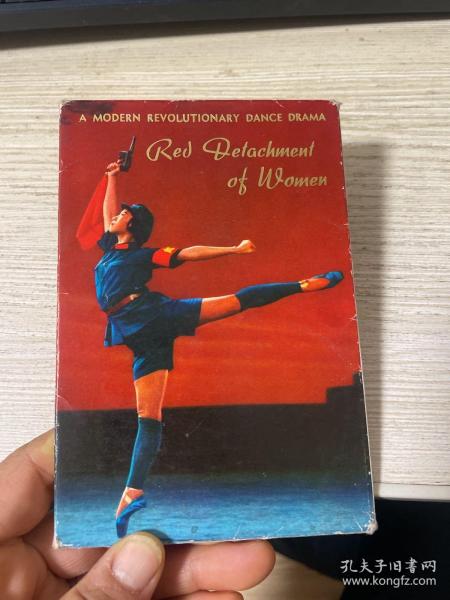 A MODERN REVOLUTIONARY DANCE DRAMA
Red Detachment
of Women
孔夫子旧书网
www.kongfz.com